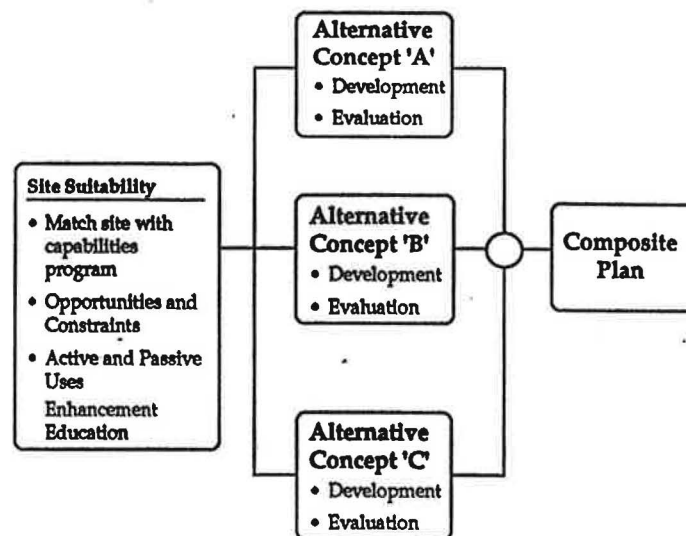 Site Suitability
• Match site with
capabilities
program
• Opportunities and
Constraints
• Active and Passive
Uses
Enhancement
Education
Alternative
Concept 'A'
• Development
• Evaluation
Alternative
Concept 'B'
• Development
• Evaluation
Alternative
Concept 'C'
• Development
• Evaluation
Composite
Plan